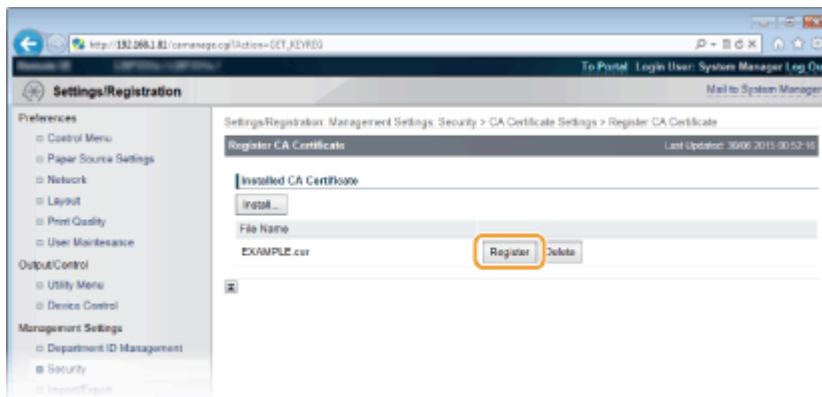 http://192.168.1.81/camanage.cgi?Action=GET_KEYREG
To Portal Login User: System Manager Log Ou
Settings/Registration
Mail to System Manager
Preferences
Control Menu
Paper Source Settings
Network
Layout
Print Quality
User Maintenance
Output/Control
Utility Menu
Device Control
Management Settings
Department ID Management
Security
Import/Export
Settings/Registration: Management Settings: Security > CA Certificate Settings > Register CA Certificate
Register CA Certificate
Last Updated: 30/06 2015 00:52:16
Installed CA Certificate
Install...
File Name
EXAMPLE.cer
Register
Delete